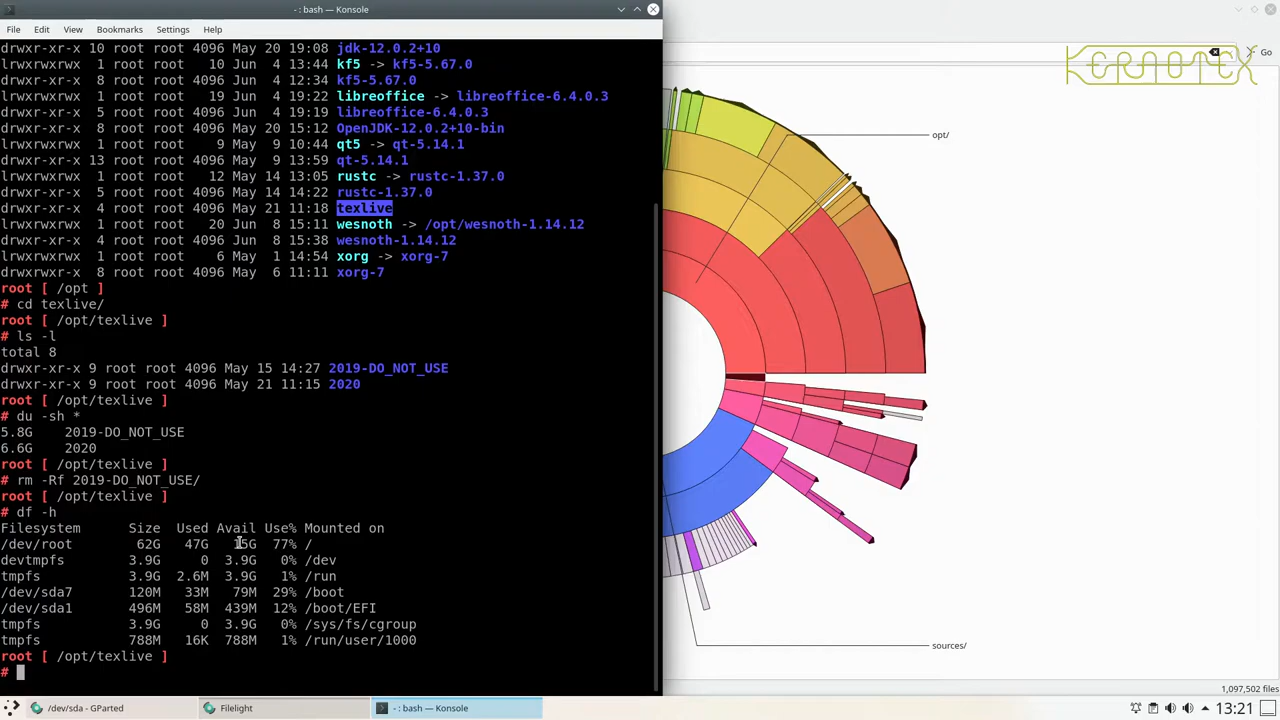 - : bash — Konsole
File Edit View Bookmarks Settings Help
drwxr-xr-x 10 root root 4096 May 20 19:08 jdk-12.0.2+10
lrwxrwxrwx 1 root root 10 Jun 4 13:44 kf5 -> kf5-5.67.0
drwxr-xr-x 8 root root 4096 Jun 4 12:34 kf5-5.67.0
lrwxrwxrwx 1 root root 19 Jun 4 19:22 libreoffice -> libreoffice-6.4.0.3
drwxr-xr-x 5 root root 4096 Jun 4 19:19 libreoffice-6.4.0.3
drwxr-xr-x 8 root root 4096 May 20 15:12 OpenJDK-12.0.2+10-bin
lrwxrwxrwx 1 root root 9 May 9 10:44 qt5 -> qt-5.14.1
drwxr-xr-x 13 root root 4096 May 9 13:59 qt-5.14.1
lrwxrwxrwx 1 root root 12 May 14 13:05 rustc -> rustc-1.37.0
drwxr-xr-x 5 root root 4096 May 14 14:22 rustc-1.37.0
drwxr-xr-x 4 root root 4096 May 21 11:18 texlive
lrwxrwxrwx 1 root root 20 Jun 8 15:11 wesnoth -> /opt/wesnoth-1.14.12
drwxr-xr-x 4 root root 4096 Jun 8 15:38 wesnoth-1.14.12
lrwxrwxrwx 1 root root 6 May 1 14:54 xorg -> xorg-7
drwxr-xr-x 8 root root 4096 May 6 11:11 xorg-7
root [ /opt ]
# cd texlive/
root [ /opt/texlive ]
# ls -l
total 8
drwxr-xr-x 9 root root 4096 May 15 14:27 2019-DO_NOT_USE
drwxr-xr-x 9 root root 4096 May 21 11:15 2020
root [ /opt/texlive ]
# du -sh *
5.8G 2019-DO_NOT_USE
6.6G 2020
root [ /opt/texlive ]
# rm -Rf 2019-DO_NOT_USE/
root [ /opt/texlive ]
# df -h
Filesystem Size Used Avail Use% Mounted on
/dev/root 62G 47G 15G 77% /
devtmpfs 3.9G 0 3.9G 0% /dev
tmpfs 3.9G 2.6M 3.9G 1% /run
/dev/sda7 120M 33M 79M 29% /boot
/dev/sda1 496M 58M 439M 12% /boot/EFI
tmpfs 3.9G 0 3.9G 0% /sys/fs/cgroup
tmpfs 788M 16K 788M 1% /run/user/1000
root [ /opt/texlive ]
#
Go
opt/
sources/
1,097,502 files
/dev/sda - GParted
Filelight
- : bash — Konsole
13:21